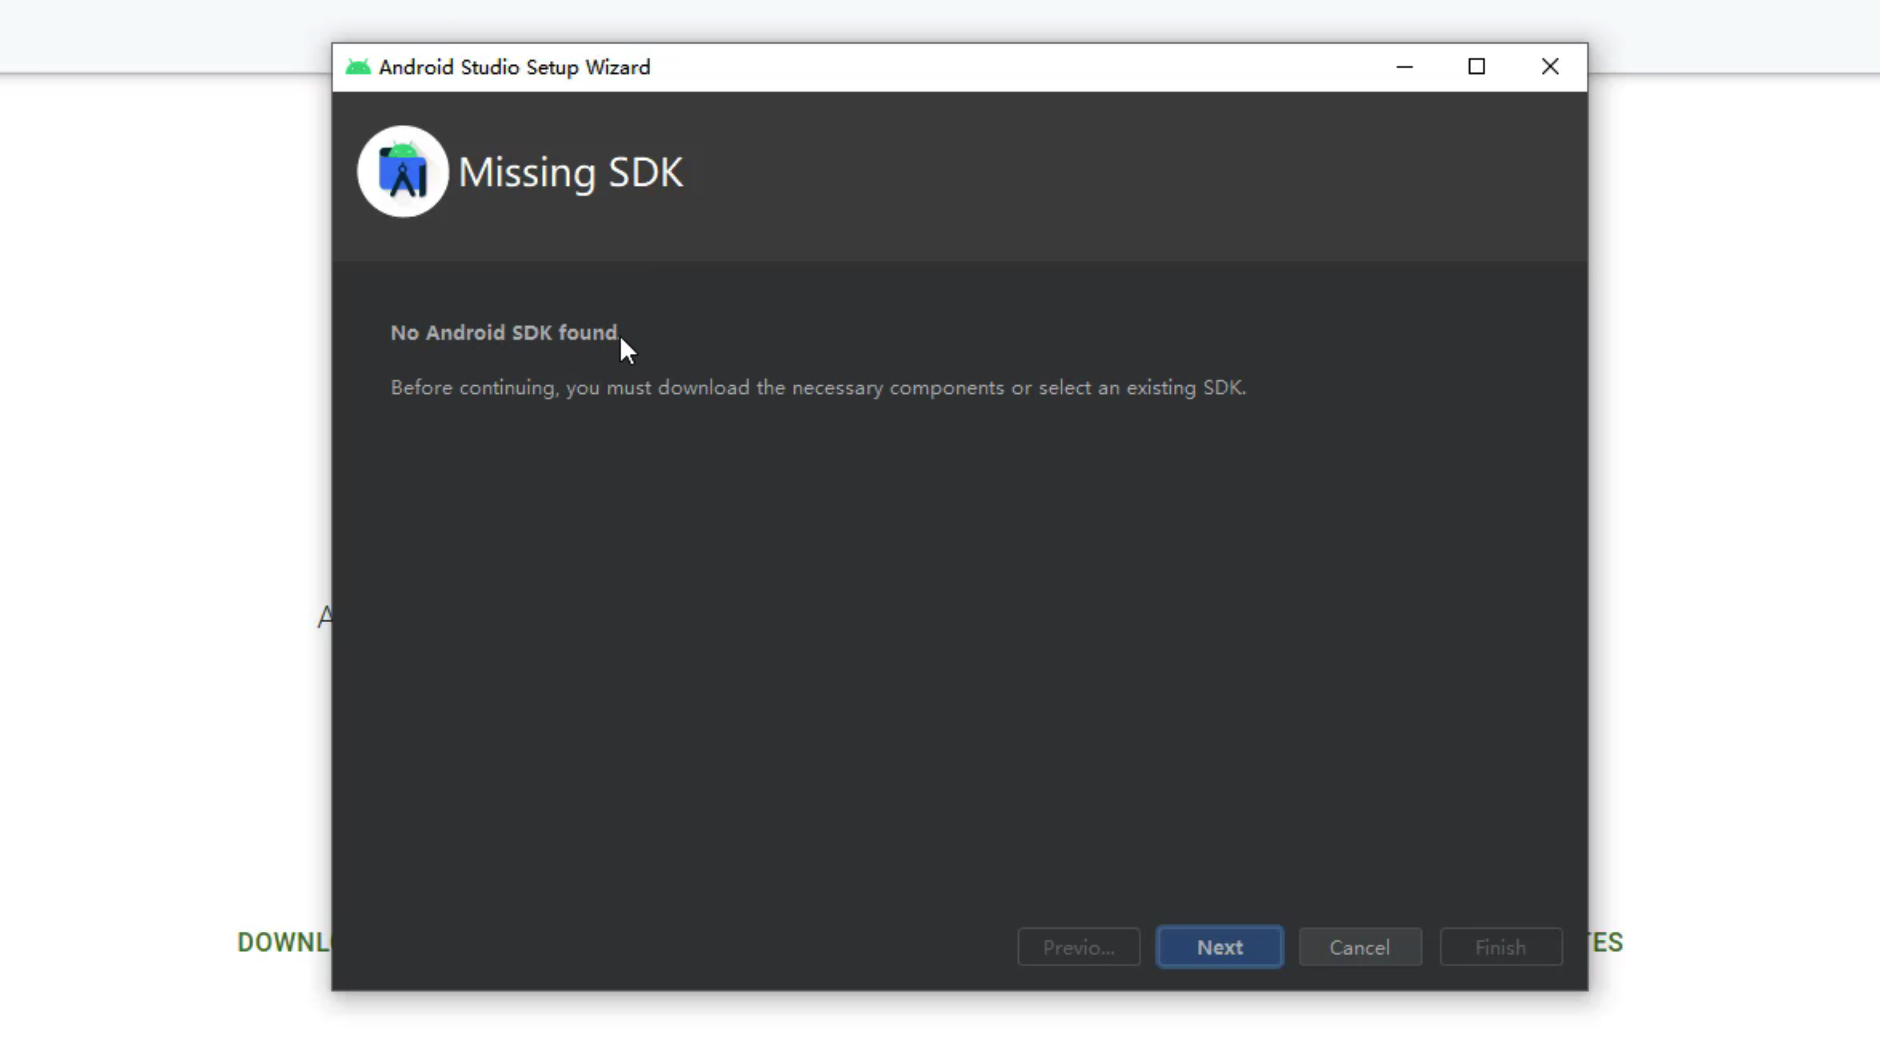 Android Studio Setup Wizard
Missing SDK
No Android SDK found.
Before continuing, you must download the necessary components or select an existing SDK.
A
DOWNL
Previo...
Next
Cancel
Finish
TES